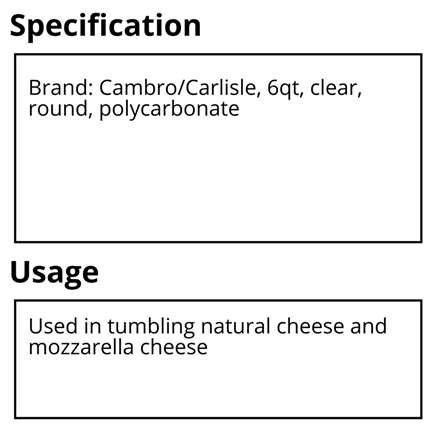 Specification
Brand: Cambro/Carlisle, 6qt, clear,
round, polycarbonate
Usage
Used in tumbling natural cheese and
mozzarella cheese